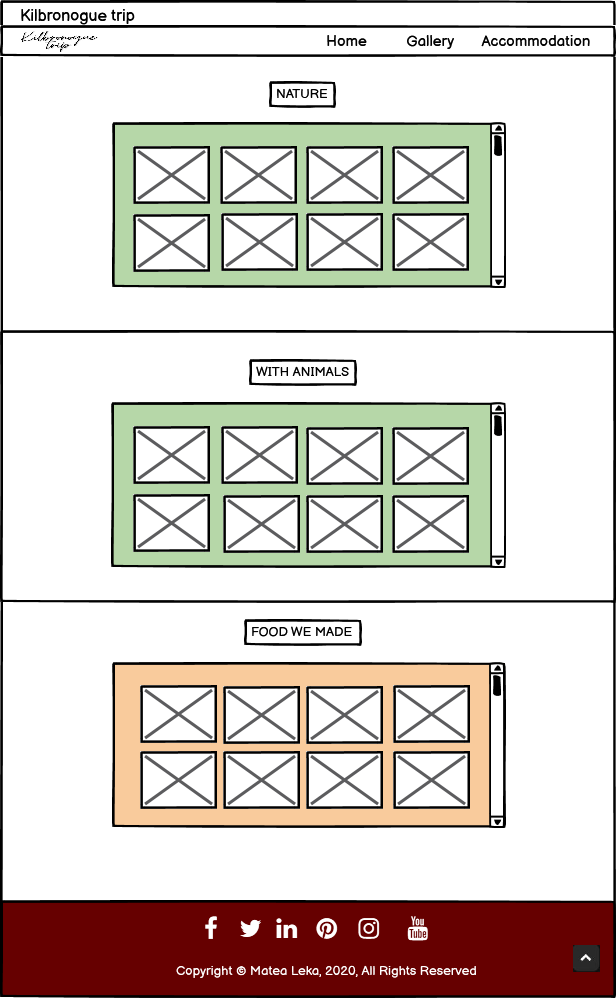 Kilbronogue trip
Kilbronogue
trip
Home Gallery Accommodation
NATURE
WITH ANIMALS
FOOD WE MADE
You
Tube
Copyright © Matea Leka, 2020, All Rights Reserved